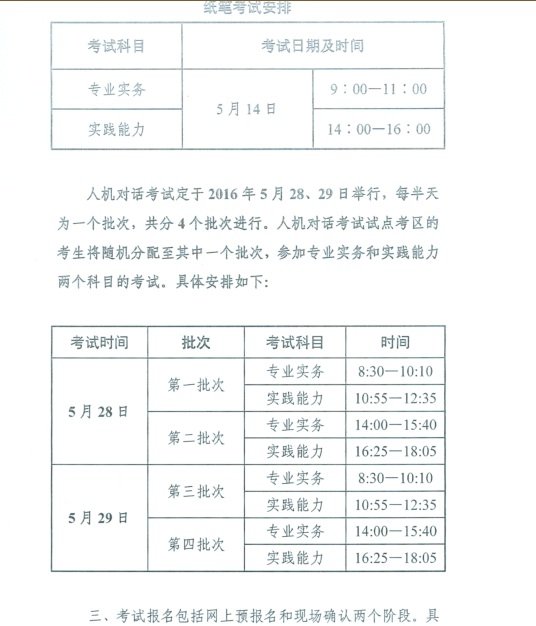 纸笔考试安排
考试科目 考试日期及时间
专业实务 5月14日 9：00—11：00
实践能力 14：00—16：00
人机对话考试定于2016年5月28、29日举行，每半天
为一个批次，共分4个批次进行。人机对话考试试点考区的
考生将随机分配至其中一个批次，参加专业实务和实践能力
两个科目的考试。具体安排如下：
考试时间 批次 考试科目 时间
5月28日 第一批次 专业实务 8:30—10:10
实践能力 10:55—12:35
第二批次 专业实务 14:00—15:40
实践能力 16:25—18:05
5月29日 第三批次 专业实务 8:30—10:10
实践能力 10:55—12:35
第四批次 专业实务 14:00—15:40
实践能力 16:25—18:05
三、考试报名包括网上预报名和现场确认两个阶段。具